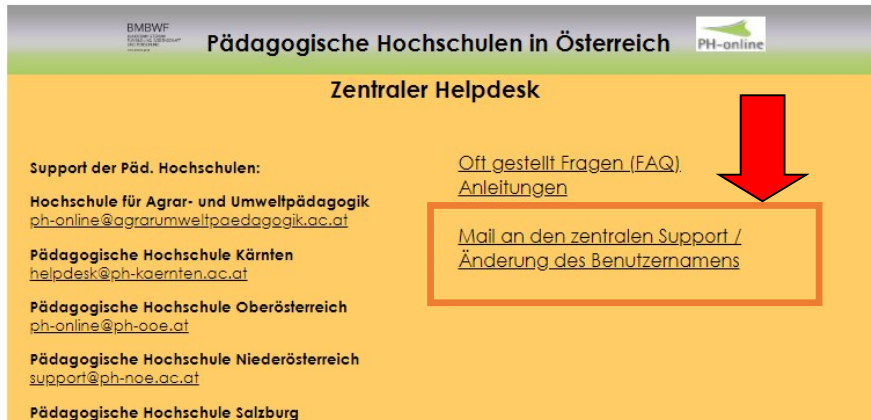 BMBWF
Pädagogische Hochschulen in Österreich
PH-online
Zentraler Helpdesk
Support der Päd. Hochschulen:
Hochschule für Agrar- und Umweltpädagogik
ph-online@agrarumweltpaedagogik.ac.at
Pädagogische Hochschule Kärnten
helpdesk@ph-kaernten.ac.at
Pädagogische Hochschule Oberösterreich
ph-online@ph-ooe.at
Pädagogische Hochschule Niederösterreich
support@ph-noe.ac.at
Pädagogische Hochschule Salzburg
Oft gestellt Fragen (FAQ)
Anleitungen
Mail an den zentralen Support /
Änderung des Benutzernamens